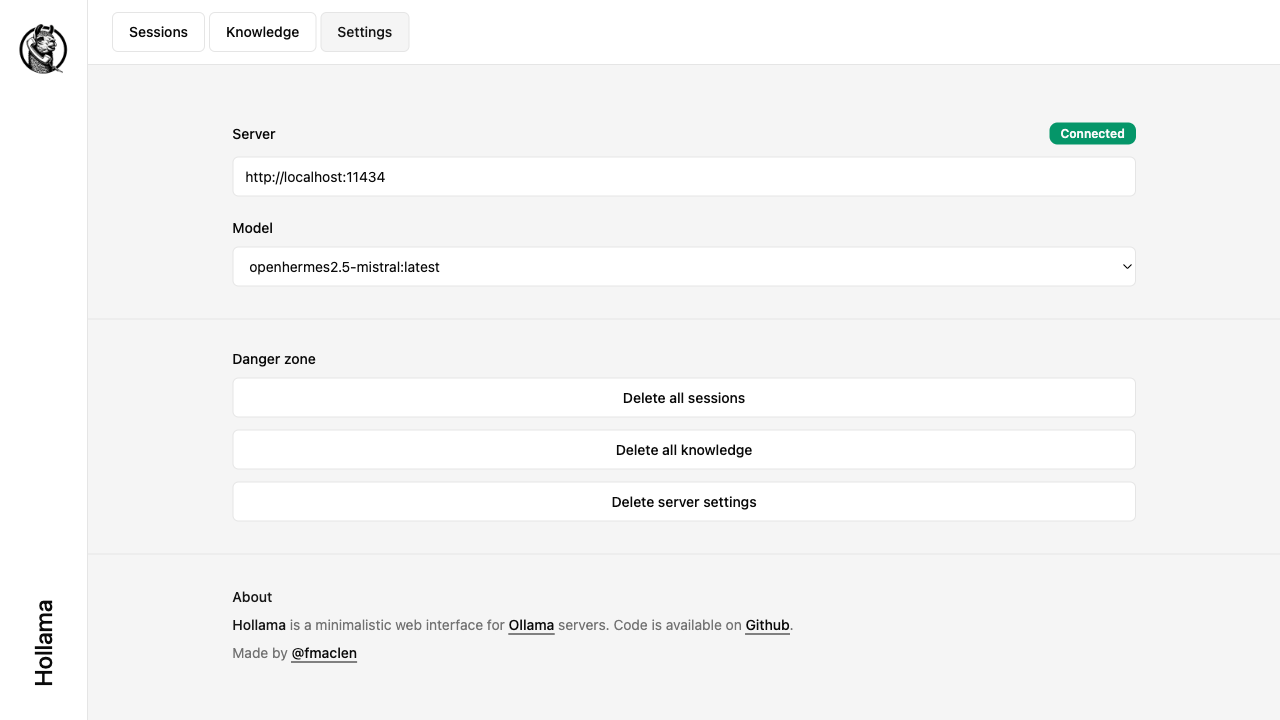 Sessions
Knowledge
Settings
Server
Connected
http://localhost:11434
Model
openhermes2.5-mistral:latest
Danger zone
Delete all sessions
Delete all knowledge
Delete server settings
About
Hollama is a minimalistic web interface for Ollama servers. Code is available on Github.
Made by @fmaclen
Hollama